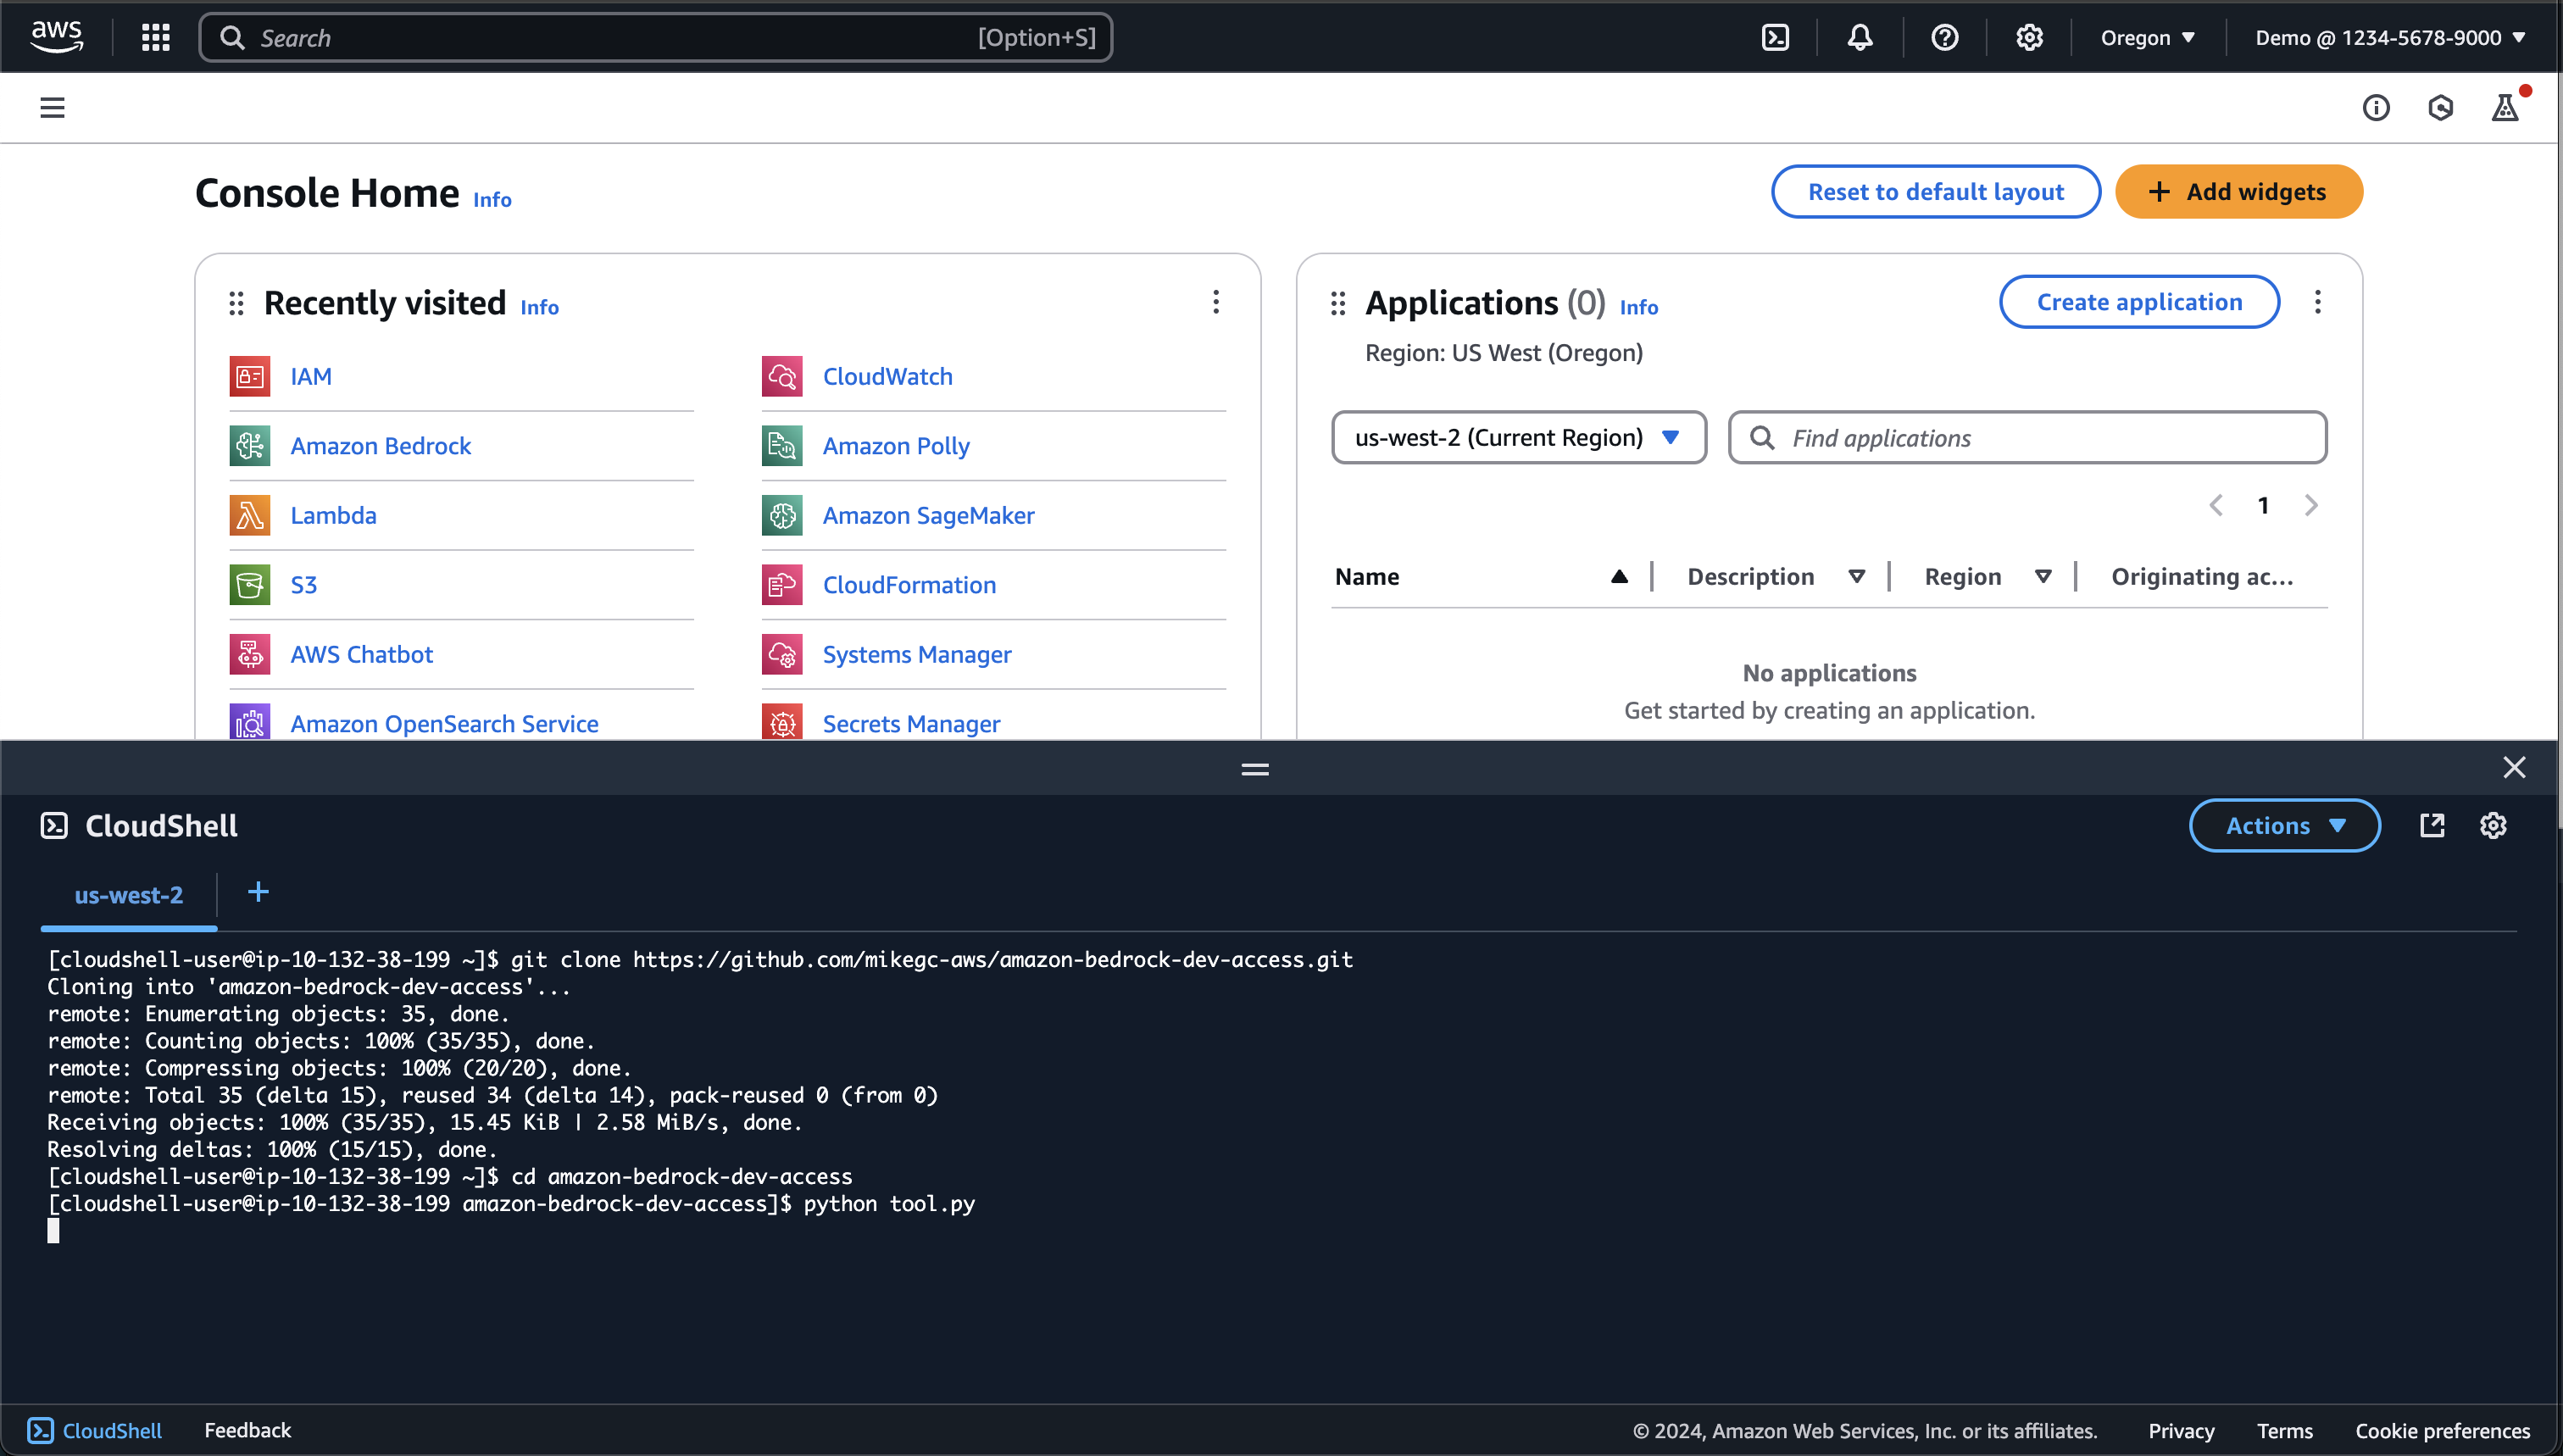 aws
Search [Option+S]
Oregon
Demo @ 1234-5678-9000
Console Home Info
Reset to default layout
Add widgets
Recently visited Info
IAM
CloudWatch
Amazon Bedrock
Amazon Polly
Lambda
Amazon SageMaker
S3
CloudFormation
AWS Chatbot
Systems Manager
Amazon OpenSearch Service
Secrets Manager
Applications (0) Info
Create application
Region: US West (Oregon)
us-west-2 (Current Region)
Find applications
1
Name Description Region Originating ac...
No applications
Get started by creating an application.
CloudShell
Actions
us-west-2
[cloudshell-user@ip-10-132-38-199 ~]$ git clone https://github.com/mikegc-aws/amazon-bedrock-dev-access.git
Cloning into 'amazon-bedrock-dev-access'...
remote: Enumerating objects: 35, done.
remote: Counting objects: 100% (35/35), done.
remote: Compressing objects: 100% (20/20), done.
remote: Total 35 (delta 15), reused 34 (delta 14), pack-reused 0 (from 0)
Receiving objects: 100% (35/35), 15.45 KiB | 2.58 MiB/s, done.
Resolving deltas: 100% (15/15), done.
[cloudshell-user@ip-10-132-38-199 ~]$ cd amazon-bedrock-dev-access
[cloudshell-user@ip-10-132-38-199 amazon-bedrock-dev-access]$ python tool.py
CloudShell Feedback
© 2024, Amazon Web Services, Inc. or its affiliates. Privacy Terms Cookie preferences